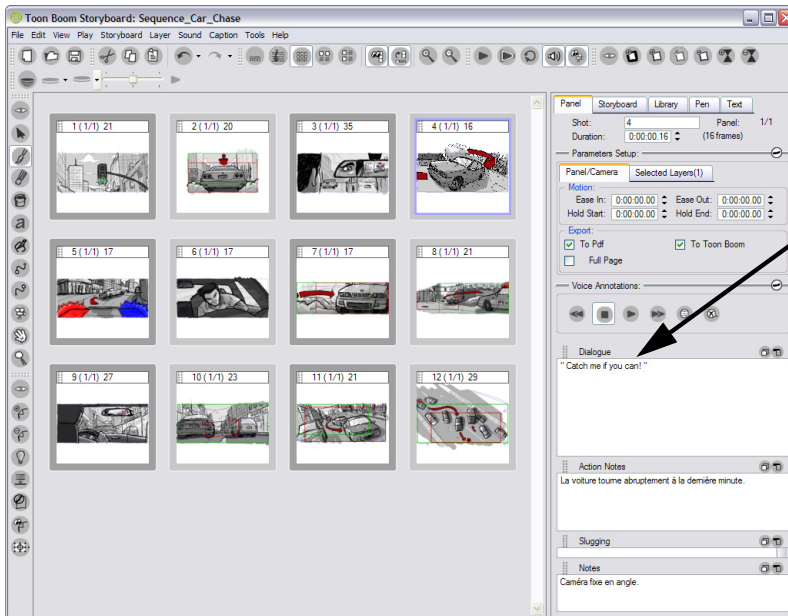 Toon Boom Storyboard: Sequence_Car_Chase
File Edit View Play Storyboard Layer Sound Caption Tools Help
Panel Storyboard Library Pen Text
Shot: 4 Panel: 1/1
Duration: 0:00:00.16 (16 frames)
Parameters Setup:
Panel/Camera Selected Layers(1)
Motion:
Ease In: 0:00:00.00 Ease Out: 0:00:00.00
Hold Start: 0:00:00.00 Hold End: 0:00:00.00
Export:
To Pdf To Toon Boom
Full Page
Voice Annotations:
Dialogue
" Catch me if you can! "
Action Notes
La voiture tourne abruptement à la dernière minute.
Slugging
Notes
Caméra fixe en angle.
1 (1/1) 21
2 (1/1) 20
3 (1/1) 35
4 (1/1) 16
5 (1/1) 17
6 (1/1) 17
7 (1/1) 17
8 (1/1) 21
9 (1/1) 27
10 (1/1) 23
11 (1/1) 21
12 (1/1) 29